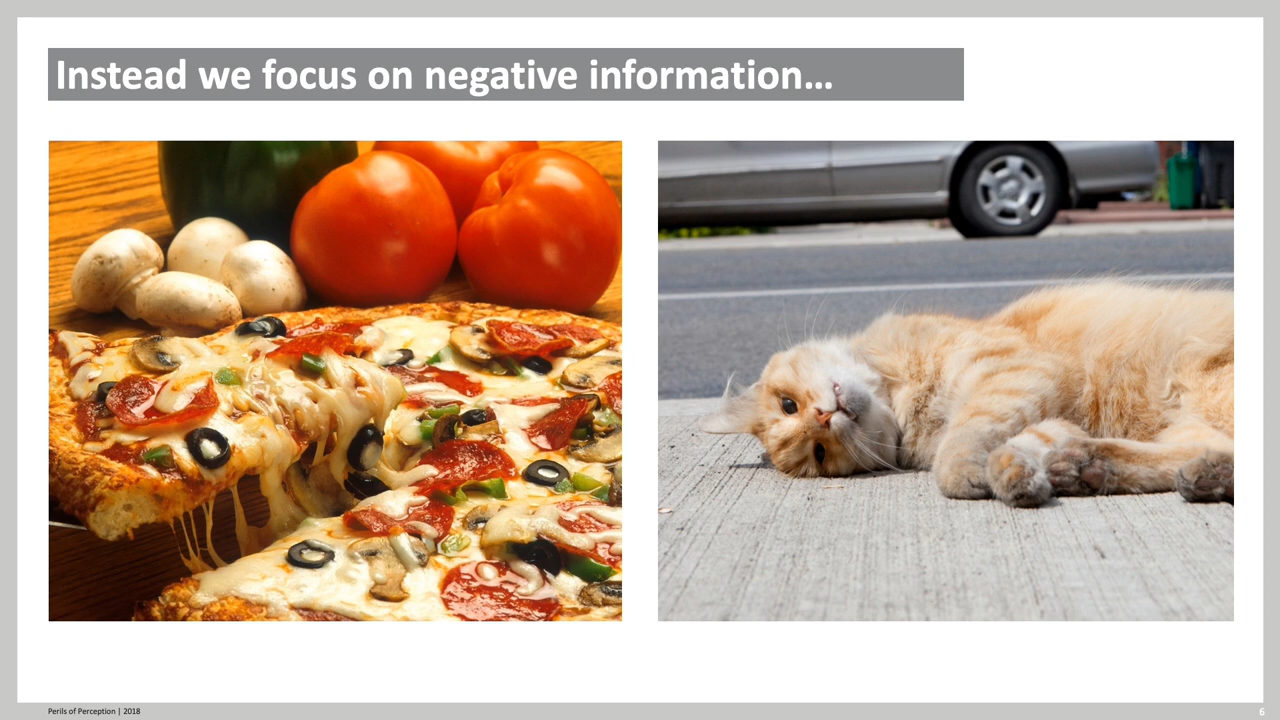 Instead we focus on negative information…
Perils of Perception | 2018
6